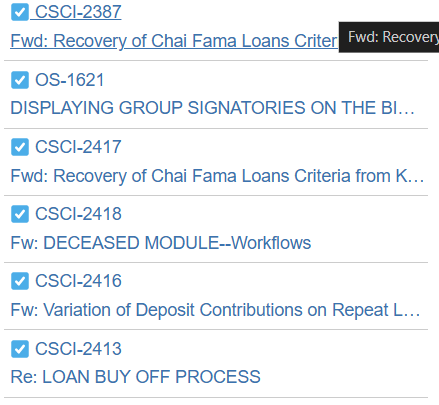 CSCI-2387
Fwd: Recovery of Chai Fama Loans Criter
Fwd: Recovery
OS-1621
DISPLAYING GROUP SIGNATORIES ON THE BI...
CSCI-2417
Fwd: Recovery of Chai Fama Loans Criteria from K...
CSCI-2418
Fw: DECEASED MODULE--Workflows
CSCI-2416
Fw: Variation of Deposit Contributions on Repeat L...
CSCI-2413
Re: LOAN BUY OFF PROCESS